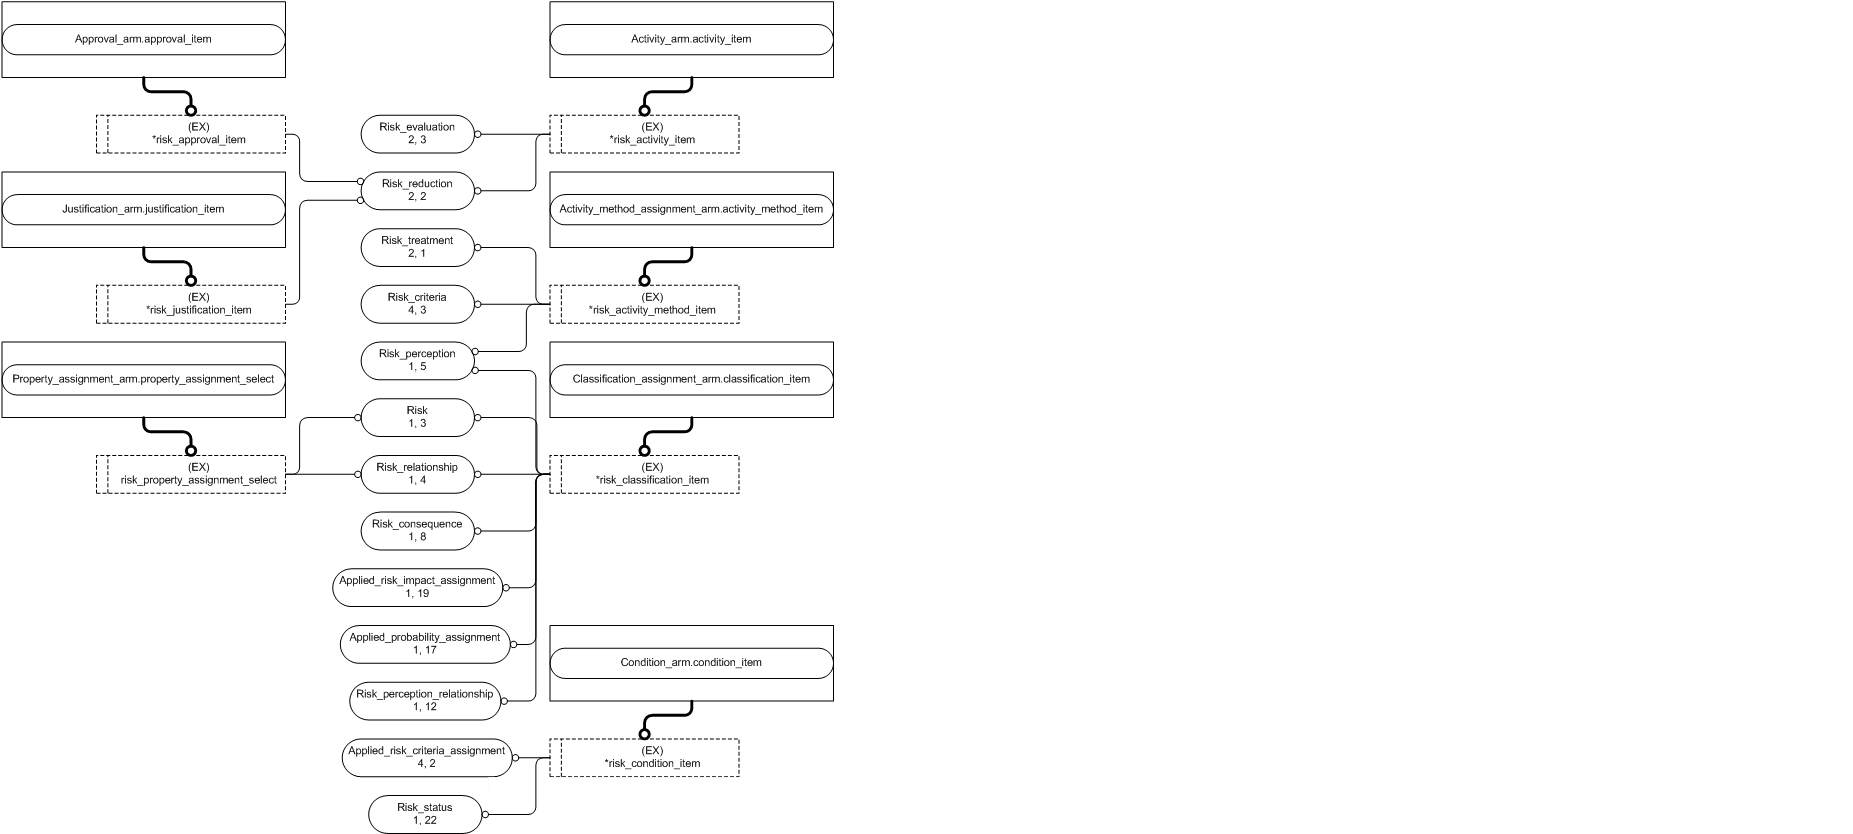 Approval_arm.approval_item
Activity_arm.activity_item
(EX)
*risk_approval_item
Risk_evaluation
2, 3
(EX)
*risk_activity_item
Risk_reduction
2, 2
Justification_arm.justification_item
Activity_method_assignment_arm.activity_method_item
Risk_treatment
2, 1
(EX)
*risk_justification_item
Risk_criteria
4, 3
(EX)
*risk_activity_method_item
Risk_perception
1, 5
Property_assignment_arm.property_assignment_select
Classification_assignment_arm.classification_item
Risk
1, 3
(EX)
risk_property_assignment_select
Risk_relationship
1, 4
(EX)
*risk_classification_item
Risk_consequence
1, 8
Applied_risk_impact_assignment
1, 19
Applied_probability_assignment
1, 17
Condition_arm.condition_item
Risk_perception_relationship
1, 12
Applied_risk_criteria_assignment
4, 2
(EX)
*risk_condition_item
Risk_status
1, 22